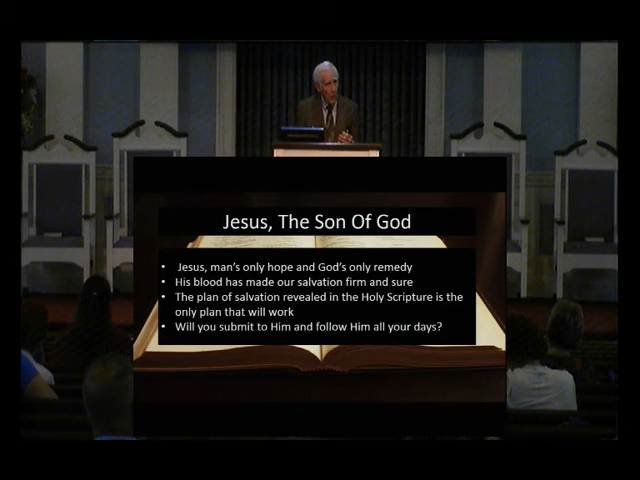 Jesus, The Son Of God
• Jesus, man's only hope and God's only remedy
• His blood has made our salvation firm and sure
• The plan of salvation revealed in the Holy Scripture is the
only plan that will work
• Will you submit to Him and follow Him all your days?